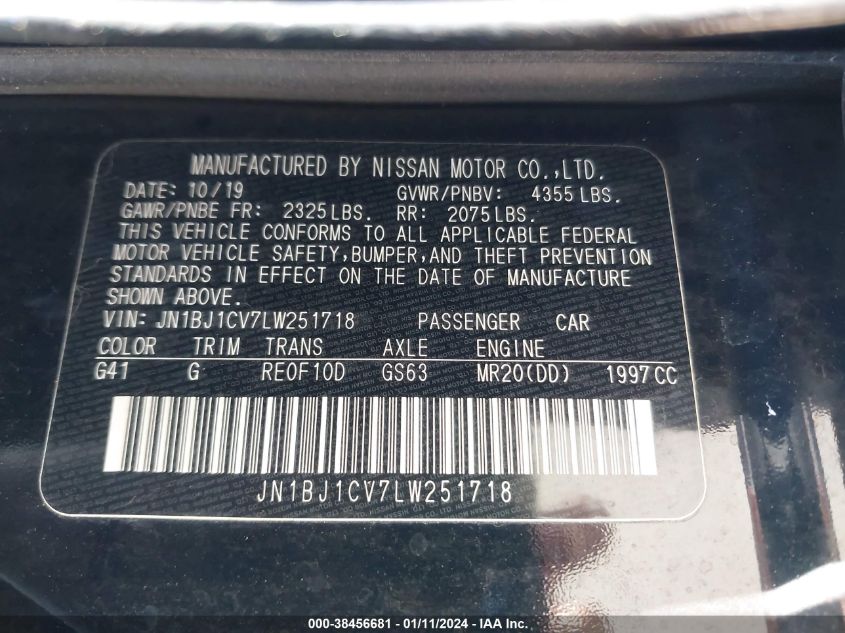 MANUFACTURED BY NISSAN MOTOR CO.,LTD.
DATE: 10/19 GVWR/PNBV: 4355 LBS.
GAWR/PNBE FR: 2325 LBS. RR: 2075 LBS.
THIS VEHICLE CONFORMS TO ALL APPLICABLE FEDERAL
MOTOR VEHICLE SAFETY, BUMPER, AND THEFT PREVENTION
STANDARDS IN EFFECT ON THE DATE OF MANUFACTURE
SHOWN ABOVE.
VIN: JN1BJ1CV7LW251718 PASSENGER CAR
COLOR TRIM TRANS AXLE ENGINE
G41 G RE0F10D GS63 MR20(DD) 1997CC
JN1BJ1CV7LW251718
000-38456681 - 01/11/2024 - IAA Holdings, LLC.